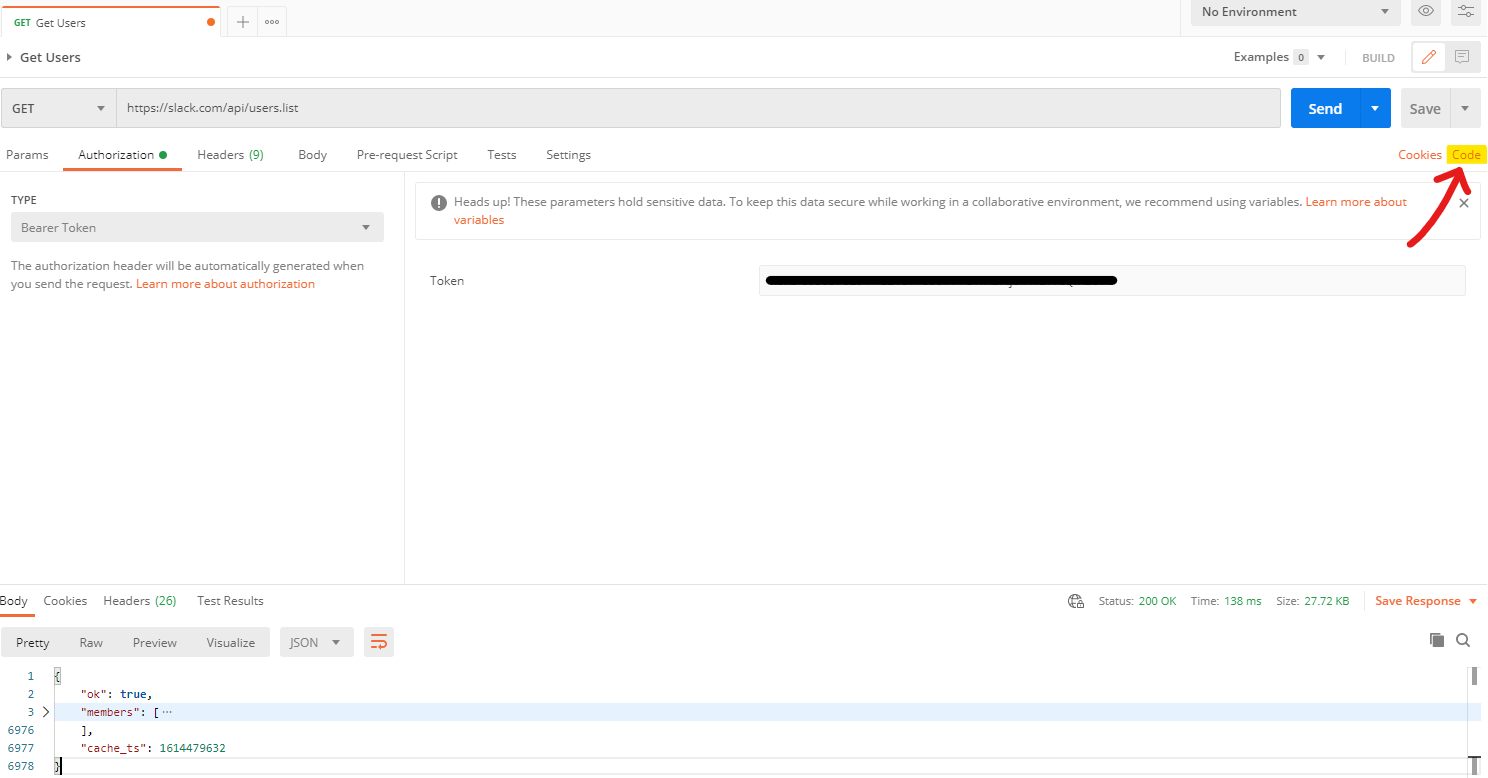 GET Get Users
No Environment
Get Users
Examples 0
BUILD
GET
https://slack.com/api/users.list
Send
Save
Params
Authorization
Headers (9)
Body
Pre-request Script
Tests
Settings
Cookies
Code
TYPE
Bearer Token
The authorization header will be automatically generated when
you send the request. Learn more about authorization
Heads up! These parameters hold sensitive data. To keep this data secure while working in a collaborative environment, we recommend using variables. Learn more about
variables
Token
Body
Cookies
Headers (26)
Test Results
Status: 200 OK
Time: 138 ms
Size: 27.72 KB
Save Response
Pretty
Raw
Preview
Visualize
JSON
1 {
2 "ok": true,
3 "members": [ ···
6976 ],
6977 "cache_ts": 1614479632
6978 }